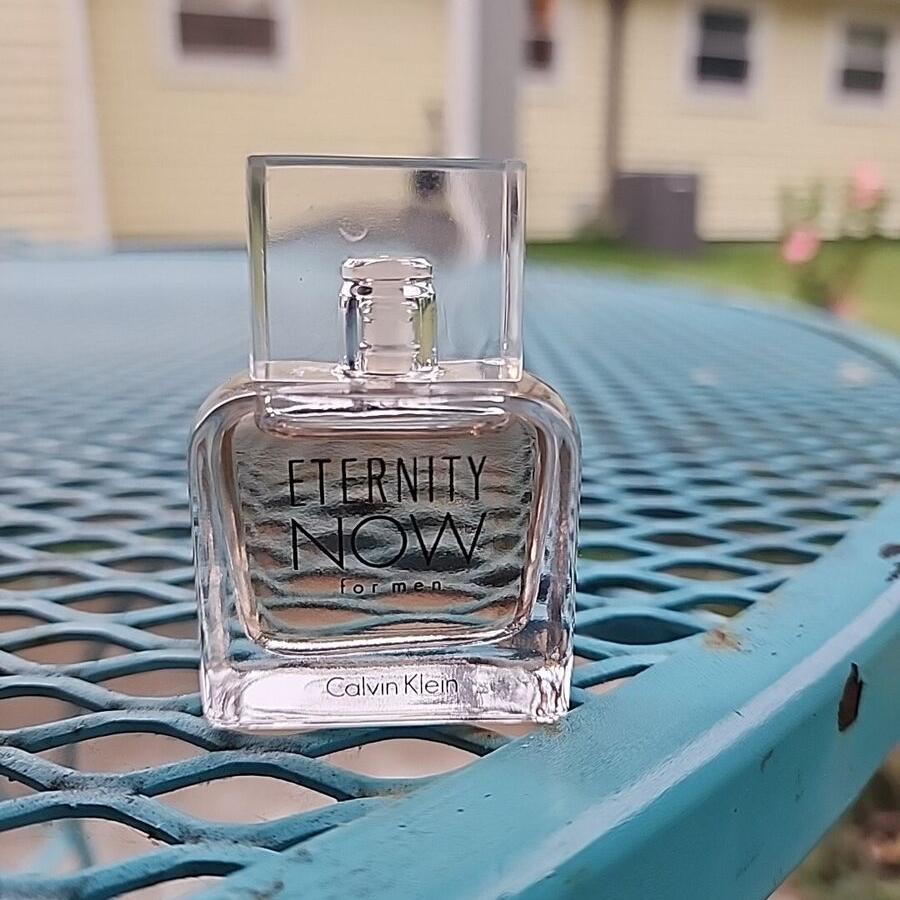 ETERNITY
NOW
for men
Calvin Klein